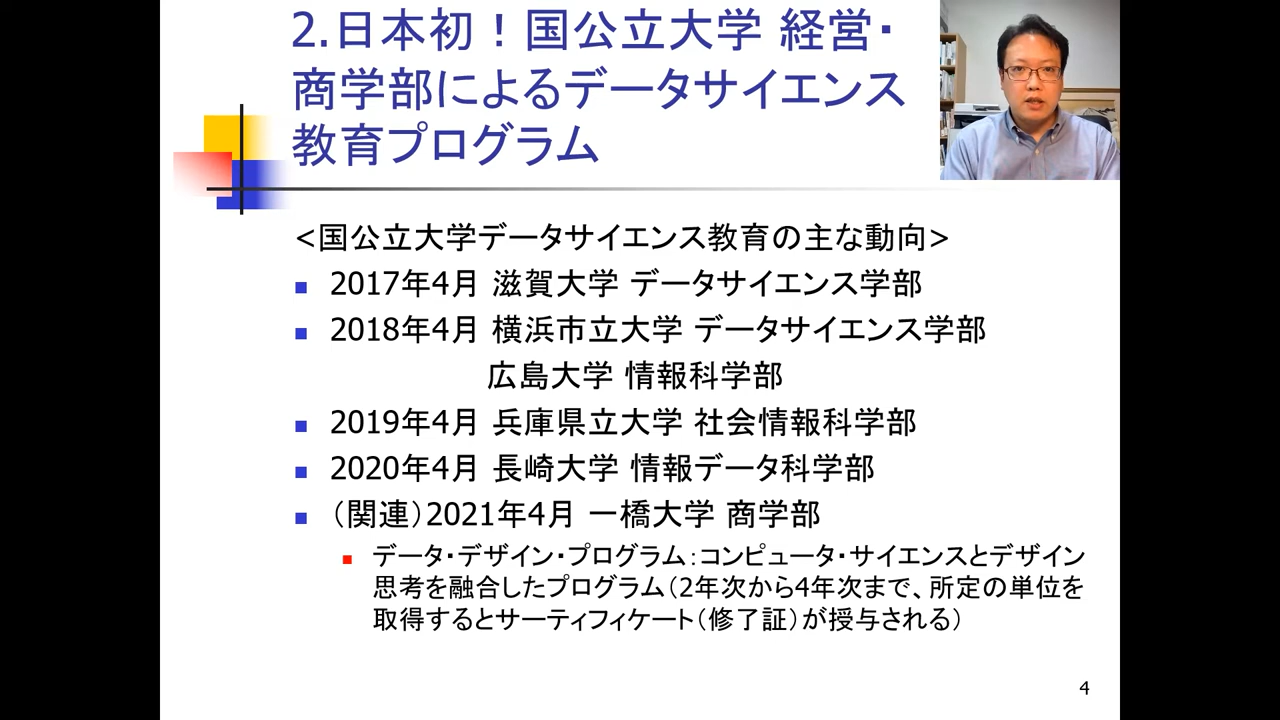 2.日本初！国公立大学 経営・
商学部によるデータサイエンス
教育プログラム
<国公立大学データサイエンス教育の主な動向>
2017年4月 滋賀大学 データサイエンス学部
2018年4月 横浜市立大学 データサイエンス学部
広島大学 情報科学部
2019年4月 兵庫県立大学 社会情報科学部
2020年4月 長崎大学 情報データ科学部
（関連）2021年4月 一橋大学 商学部
データ・デザイン・プログラム：コンピュータ・サイエンスとデザイン
思考を融合したプログラム（2年次から4年次まで、所定の単位を
取得するとサーティフィケート（修了証）が授与される）
4